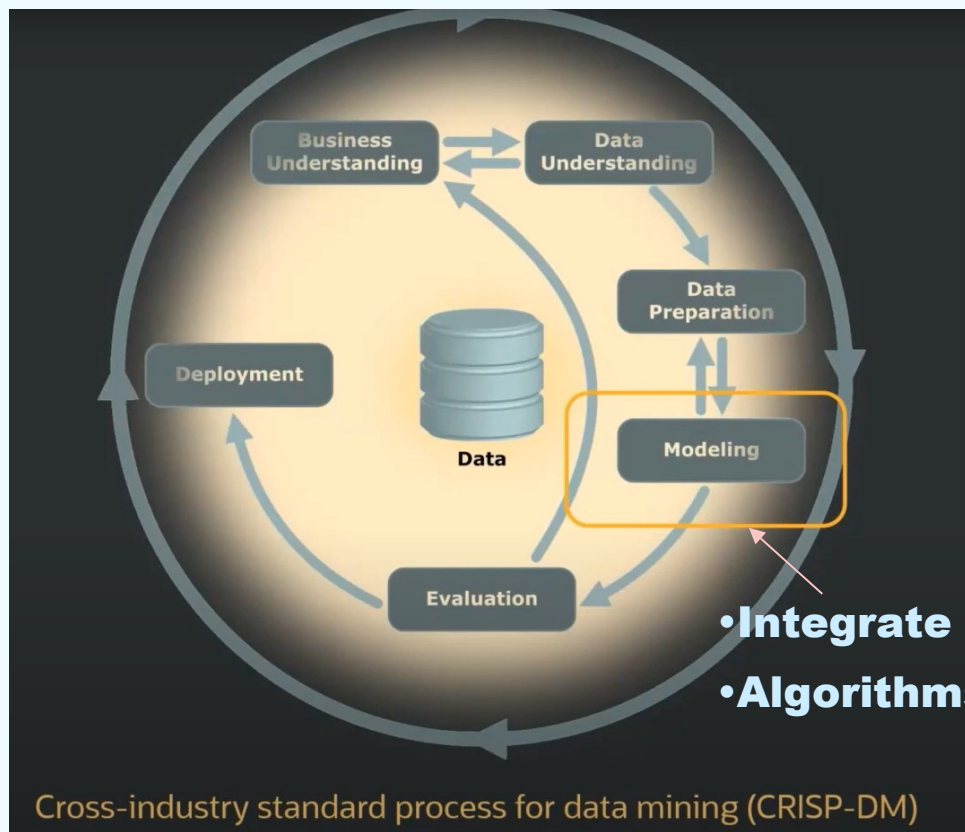 Business
Understanding
Data
Understanding
Data
Preparation
Deployment
Modeling
Data
Evaluation
•Integrate
•Algorithm
Cross-industry standard process for data mining (CRISP-DM)